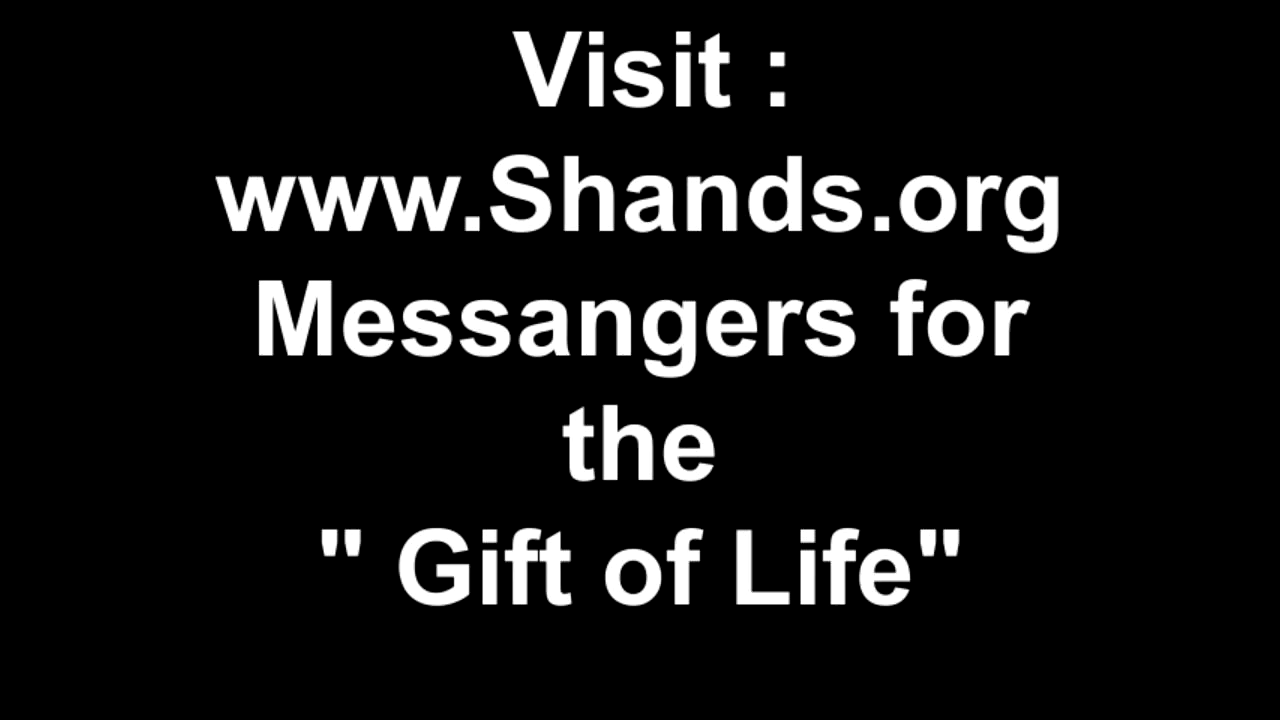 Visit :
www.Shands.org
Messangers for
the
" Gift of Life"